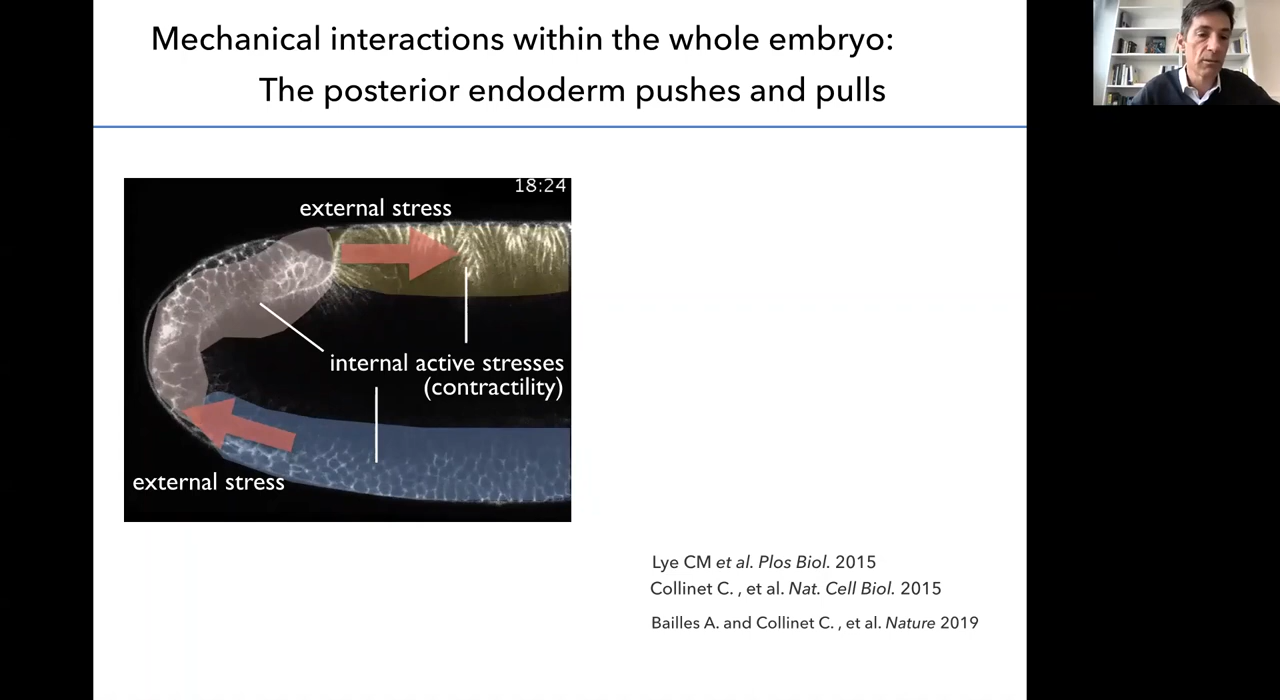 Mechanical interactions within the whole embryo:
The posterior endoderm pushes and pulls
18:24
external stress
internal active stresses
(contractility)
external stress
Lye CM et al. Plos Biol. 2015
Collinet C. , et al. Nat. Cell Biol. 2015
Bailles A. and Collinet C. , et al. Nature 2019